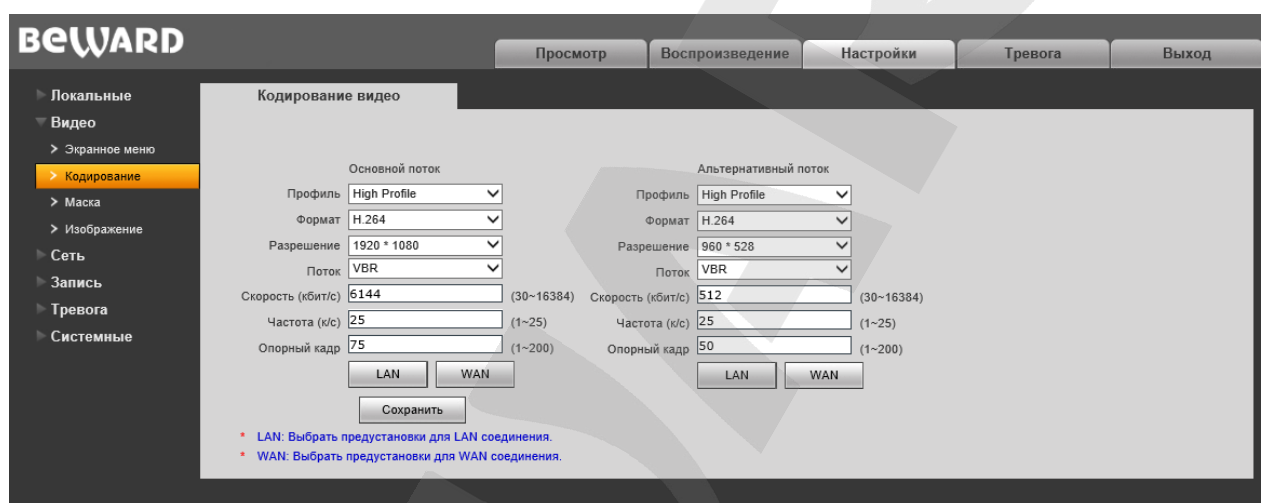 BEWARD
Просмотр Воспроизведение Настройки Тревога Выход
Локальные
Видео
Экранное меню
Кодирование
Маска
Изображение
Сеть
Запись
Тревога
Системные
Кодирование видео
Основной поток Альтернативный поток
Профиль High Profile Профиль High Profile
Формат H.264 Формат H.264
Разрешение 1920 * 1080 Разрешение 960 * 528
Поток VBR Поток VBR
Скорость (кбит/с) 6144 (30~16384) Скорость (кбит/с) 512 (30~16384)
Частота (к/с) 25 (1~25) Частота (к/с) 25 (1~25)
Опорный кадр 75 (1~200) Опорный кадр 50 (1~200)
LAN WAN LAN WAN
Сохранить
* LAN: Выбрать предустановки для LAN соединения.
* WAN: Выбрать предустановки для WAN соединения.